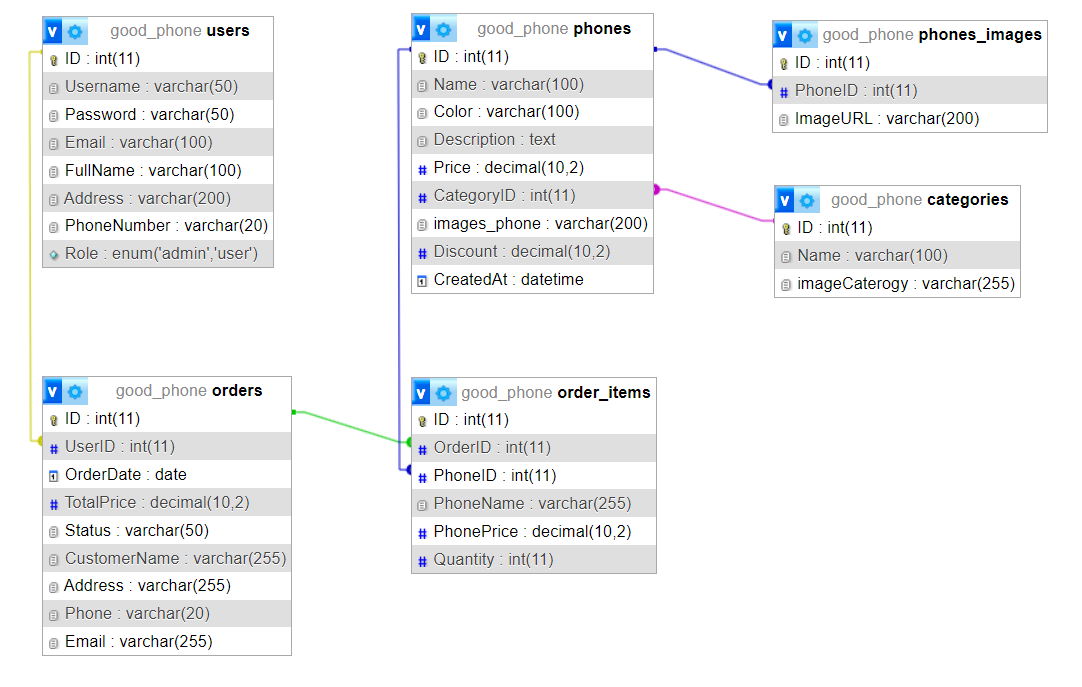 v good_phone users
ID : int(11)
Username : varchar(50)
Password : varchar(50)
Email : varchar(100)
FullName : varchar(100)
Address : varchar(200)
PhoneNumber : varchar(20)
Role : enum('admin','user')
v good_phone phones
ID : int(11)
Name : varchar(100)
Color : varchar(100)
Description : text
# Price : decimal(10,2)
# CategoryID : int(11)
images_phone : varchar(200)
# Discount : decimal(10,2)
CreatedAt : datetime
v good_phone phones_images
ID : int(11)
# PhoneID : int(11)
ImageURL : varchar(200)
v good_phone categories
ID : int(11)
Name : varchar(100)
imageCaterogy : varchar(255)
v good_phone orders
ID : int(11)
# UserID : int(11)
OrderDate : date
# TotalPrice : decimal(10,2)
Status : varchar(50)
CustomerName : varchar(255)
Address : varchar(255)
Phone : varchar(20)
Email : varchar(255)
v good_phone order_items
ID : int(11)
# OrderID : int(11)
# PhoneID : int(11)
PhoneName : varchar(255)
# PhonePrice : decimal(10,2)
# Quantity : int(11)